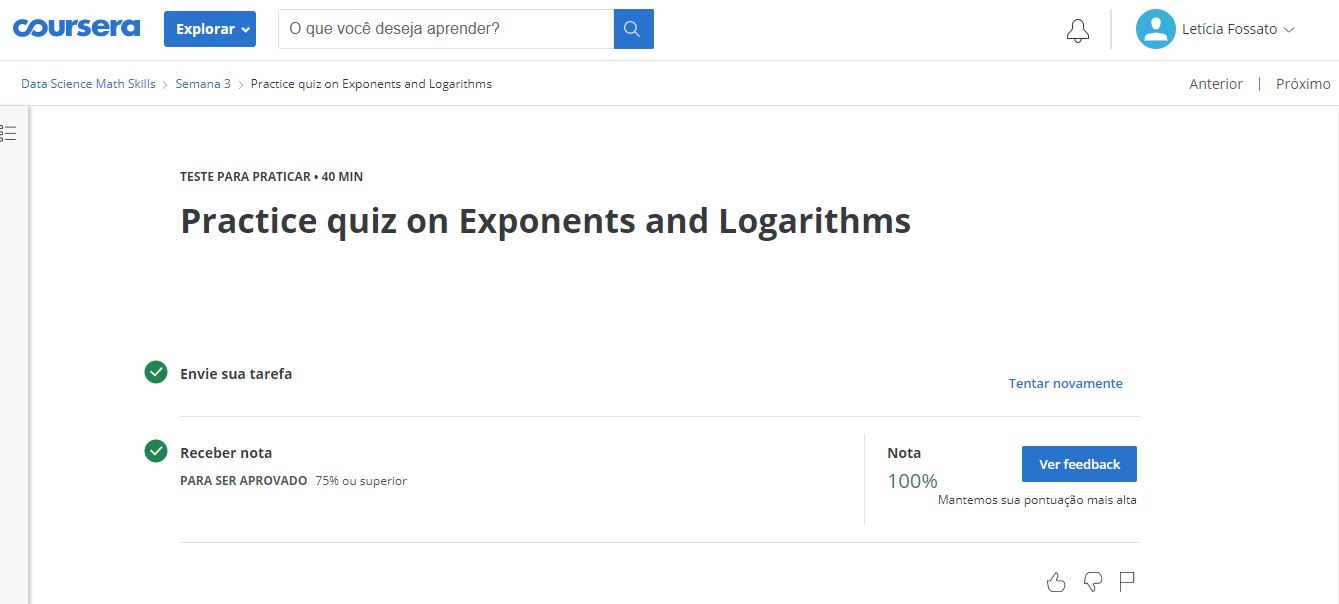 coursera Explorar O que você deseja aprender? Letícia Fossato
Data Science Math Skills > Semana 3 > Practice quiz on Exponents and Logarithms Anterior | Próximo
TESTE PARA PRATICAR • 40 MIN
Practice quiz on Exponents and Logarithms
Envie sua tarefa
Tentar novamente
Receber nota
PARA SER APROVADO 75% ou superior
Nota
100%
Ver feedback
Mantemos sua pontuação mais alta